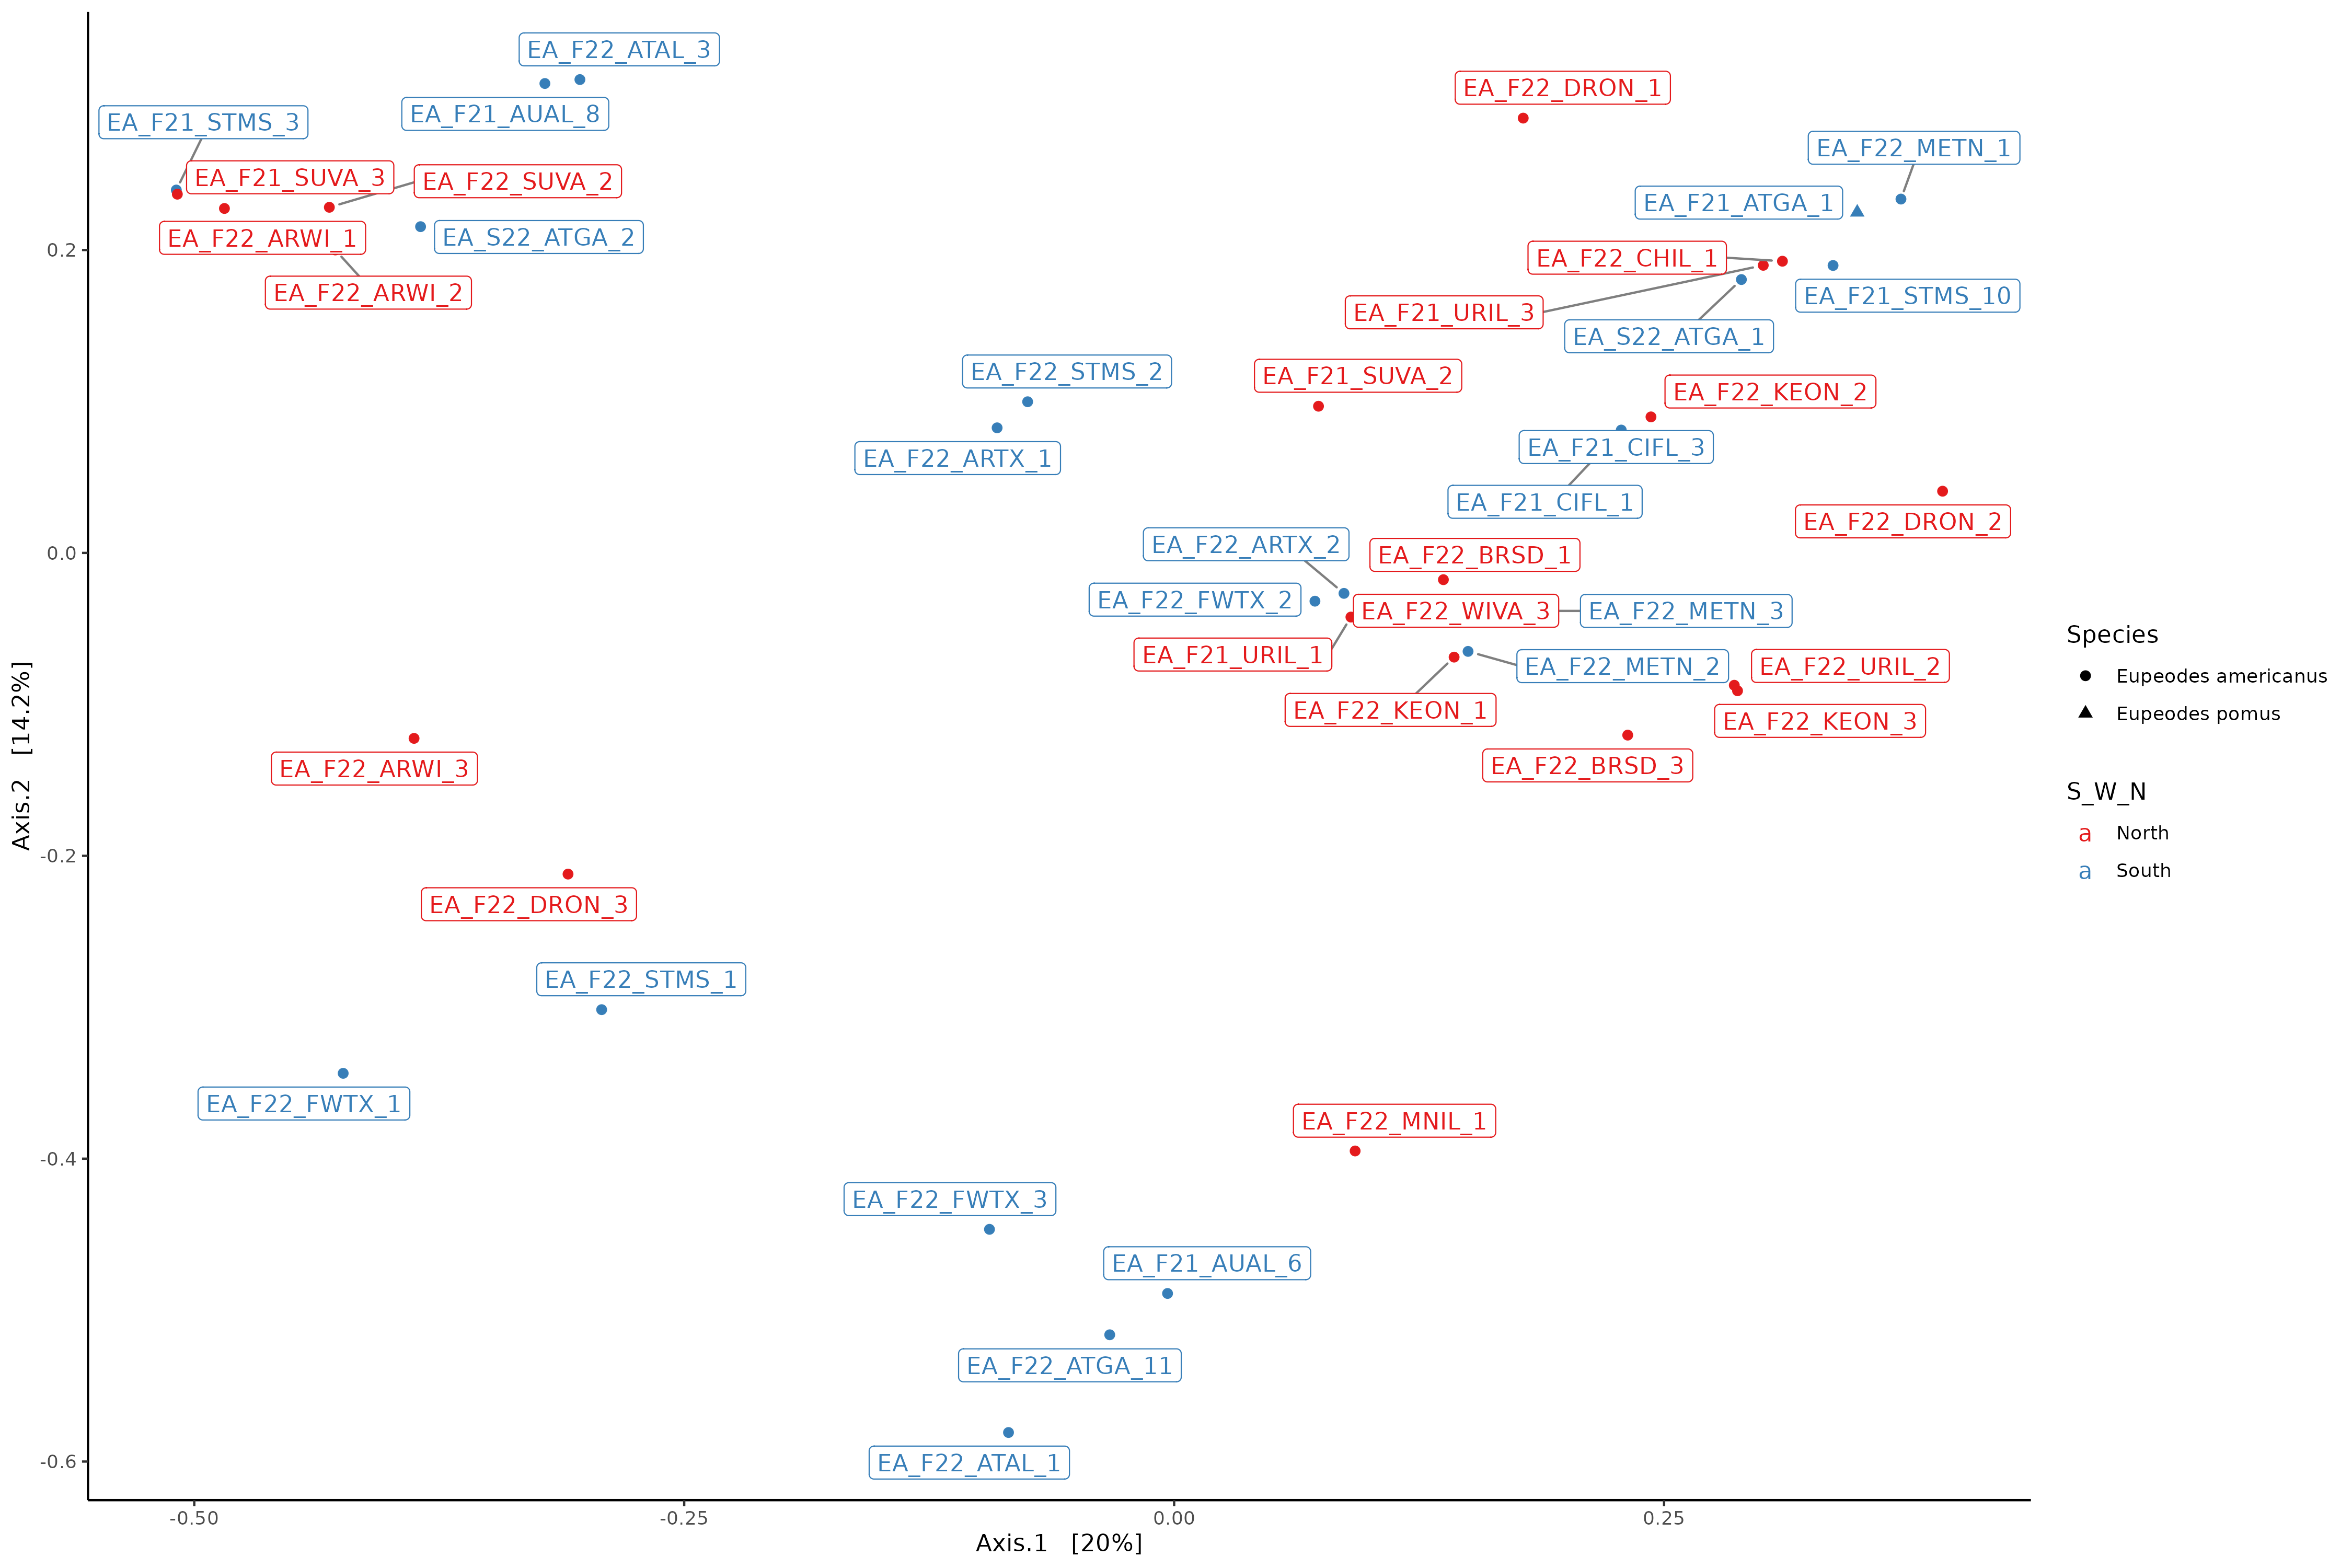 EA_F22_ATAL_3
EA_F22_DRON_1
EA_F21_AUAL_8
EA_F21_STMS_3
EA_F22_METN_1
EA_F21_SUVA_3
EA_F22_SUVA_2
EA_F21_ATGA_1
EA_F22_ARWI_1
EA_S22_ATGA_2
0.2
EA_F22_CHIL_1
EA_F22_ARWI_2
EA_F21_STMS_10
EA_F21_URIL_3
EA_S22_ATGA_1
EA_F22_STMS_2
EA_F21_SUVA_2
EA_F22_KEON_2
EA_F21_CIFL_3
EA_F22_ARTX_1
EA_F21_CIFL_1
EA_F22_DRON_2
EA_F22_ARTX_2
EA_F22_BRSD_1
0.0
EA_F22_FWTX_2
EA_F22_WIVA_3
EA_F22_METN_3
EA_F21_URIL_1
EA_F22_METN_2
EA_F22_URIL_2
EA_F22_KEON_1
EA_F22_KEON_3
EA_F22_ARWI_3
EA_F22_BRSD_3
-0.2
EA_F22_DRON_3
EA_F22_STMS_1
EA_F22_FWTX_1
EA_F22_MNIL_1
-0.4
EA_F22_FWTX_3
EA_F21_AUAL_6
EA_F22_ATGA_11
EA_F22_ATAL_1
-0.6
-0.50
-0.25
0.00
0.25
Axis.1 [20%]
Axis.2 [14.2%]
Species
Eupeodes americanus
Eupeodes pomus
S_W_N
a North
a South